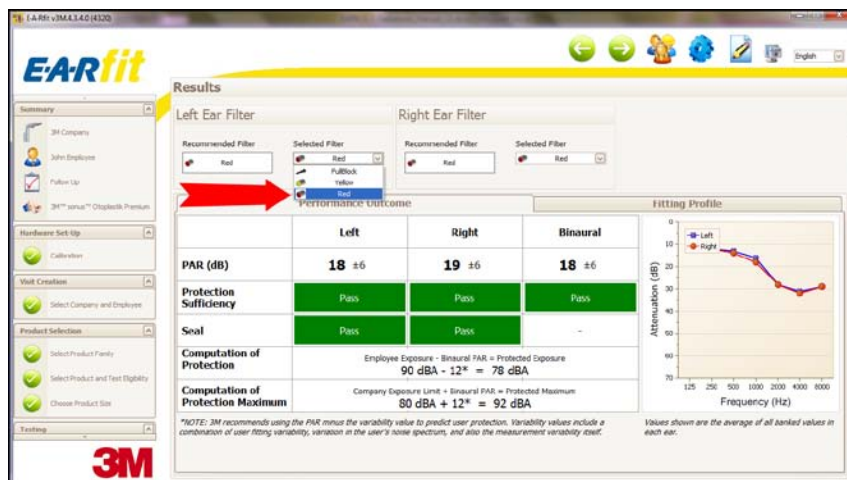 E-A-Rfit v3M.4.3.4.0 (4320)
English
E·A·Rfit
Results
Summary
3M Company
John Employee
Follow Up
3M™ sonus™ Otoplastik Premium
Hardware Set-Up
Calibration
Visit Creation
Select Company and Employee
Product Selection
Select Product Family
Select Product and Test Eligibility
Choose Product Size
Testing
3M
Left Ear Filter
Right Ear Filter
Recommended Filter
Selected Filter
Recommended Filter
Selected Filter
Red
Red
Red
Red
FullBlock
Yellow
Red
Performance Outcome
Fitting Profile
Left Right Binaural
PAR (dB) 18 ±6 19 ±6 18 ±6
Protection Sufficiency Pass Pass Pass
Seal Pass Pass -
Computation of Protection
Employee Exposure - Binaural PAR = Protected Exposure
90 dBA - 12* = 78 dBA
Computation of Protection Maximum
Company Exposure Limit + Binaural PAR = Protected Maximum
80 dBA + 12* = 92 dBA
*NOTE: 3M recommends using the PAR minus the variability value to predict user protection. Variability values include a
combination of user fitting variability, variation in the user's noise spectrum, and also the measurement variability itself.
Left
Right
Attenuation (dB)
0
10
20
30
40
50
60
70
125 250 500 1000 2000 4000 8000
Frequency (Hz)
Values shown are the average of all banked values in
each ear.